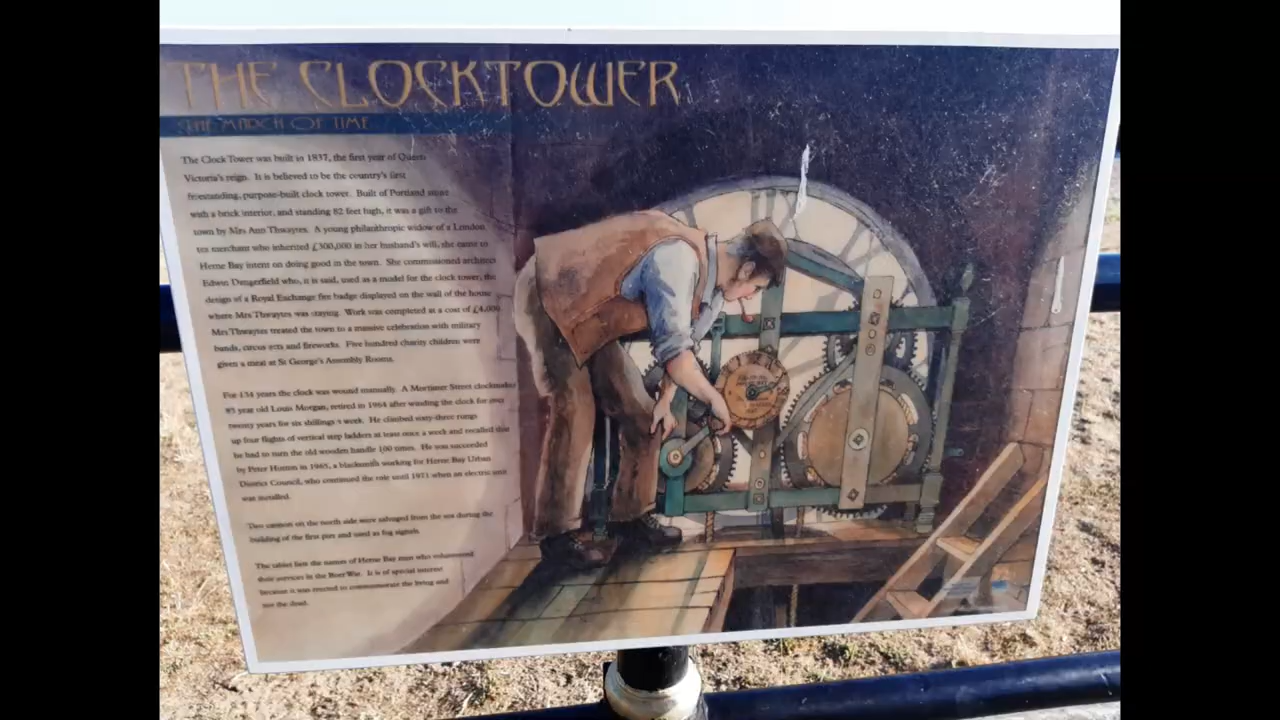 THE CLOCKTOWER
THE MARCH OF TIME
The Clock Tower was built in 1837, the first year of Queen
Victoria's reign. It is believed to be the country's first
freestanding, purpose-built clock tower. Built of Portland stone
with a brick interior, and standing 82 feet high, it was a gift to the
town by Mrs Ann Thwaytes. A young philanthropic widow of a London
tea merchant who inherited £300,000 in her husband's will, she came to
Herne Bay intent on doing good in the town. She commissioned architect
Edwin Dangerfield who, it is said, used as a model for the clock tower, the
design of a Royal Exchange fire badge displayed on the wall of the house
where Mrs Thwaytes was staying. Work was completed at a cost of £4,000
Mrs Thwaytes treated the town to a massive celebration with military
bands, circus acts and fireworks. Five hundred charity children were
given a meat at St George's Assembly Rooms.
For 134 years the clock was wound manually. A Mortimer Street clockmaker
85 year old Louis Morgan, retired in 1964 after winding the clock for over
twenty years for six shillings a week. He climbed sixty-three rungs
up four flights of vertical step ladders at least once a week and recalled that
he had to turn the old wooden handle 100 times. He was succeeded
by Peter Hutton in 1965, a blacksmith working for Herne Bay Urban
District Council, who continued the role until 1971 when an electric unit
was installed.
Two cannon on the north side were salvaged from the sea during the
building of the first pier and used as fog signals.
The tablet lists the names of Herne Bay men who volunteered
their services in the Boer War. It is of special interest
because it was erected to commemorate the living and
not the dead.